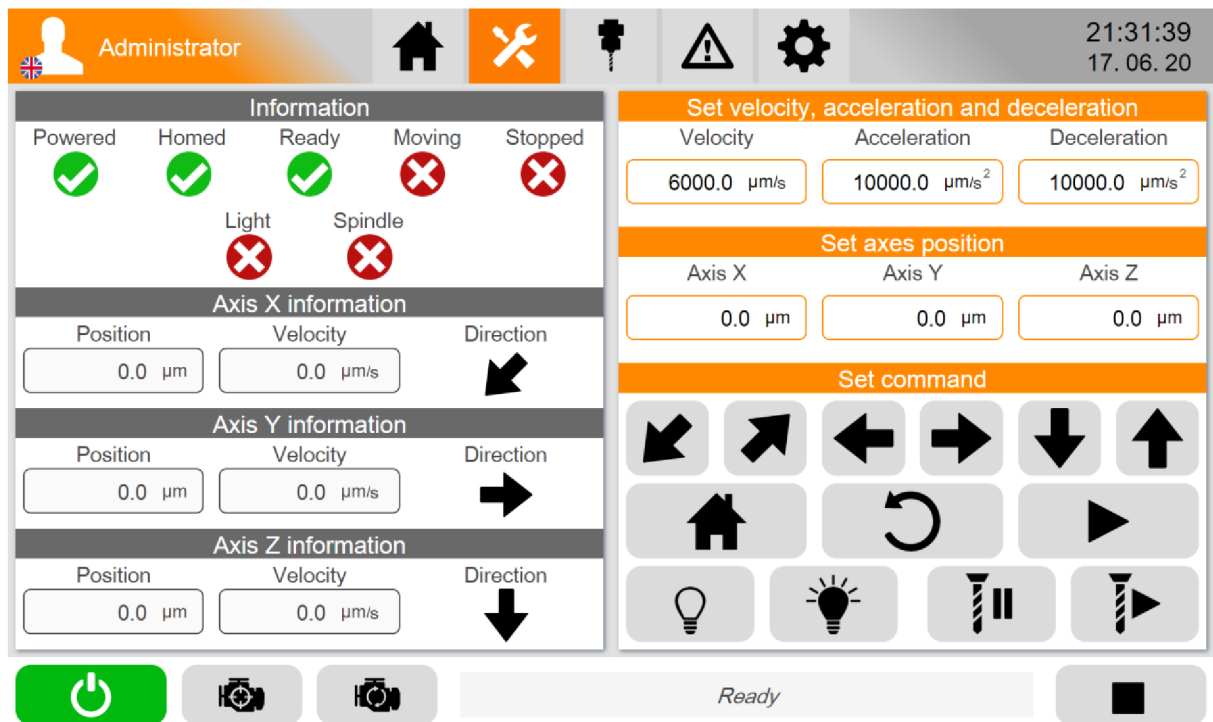 Administrator
21:31:39
17. 06. 20
Information
Powered Homed Ready Moving Stopped
Light Spindle
Axis X information
Position Velocity Direction
0.0 µm 0.0 µm/s
Axis Y information
Position Velocity Direction
0.0 µm 0.0 µm/s
Axis Z information
Position Velocity Direction
0.0 µm 0.0 µm/s
Set velocity, acceleration and deceleration
Velocity Acceleration Deceleration
6000.0 µm/s 10000.0 µm/s² 10000.0 µm/s²
Set axes position
Axis X Axis Y Axis Z
0.0 µm 0.0 µm 0.0 µm
Set command
Ready